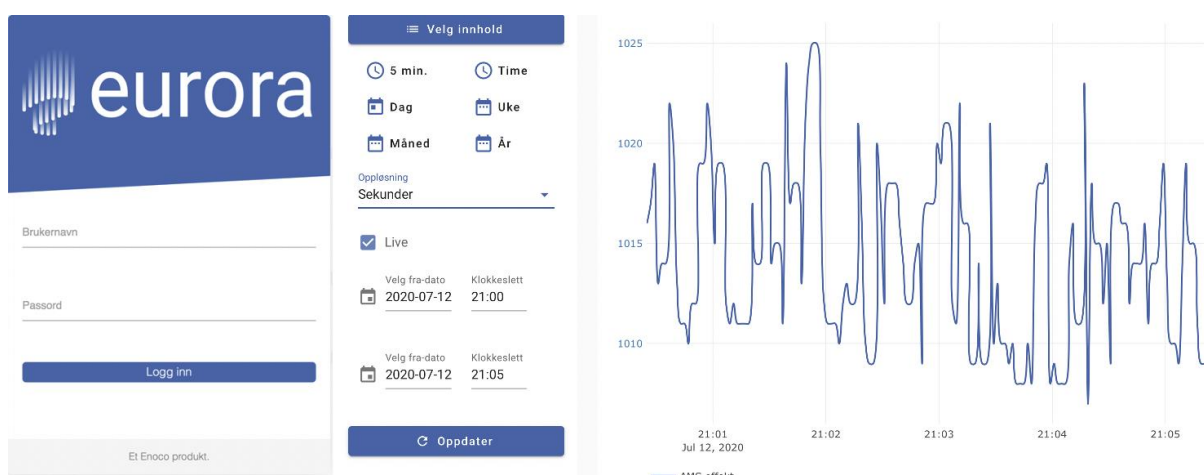 eurora
Brukernavn
Passord
Logg inn
Et Enoco produkt.
Velg innhold
5 min.
Time
Dag
Uke
Måned
År
Oppløsning
Sekunder
Live
Velg fra-dato
Klokkeslett
2020-07-12
21:00
Velg fra-dato
Klokkeslett
2020-07-12
21:05
Oppdater
1025
1020
1015
1010
21:01
Jul 12, 2020
21:02
21:03
21:04
21:05